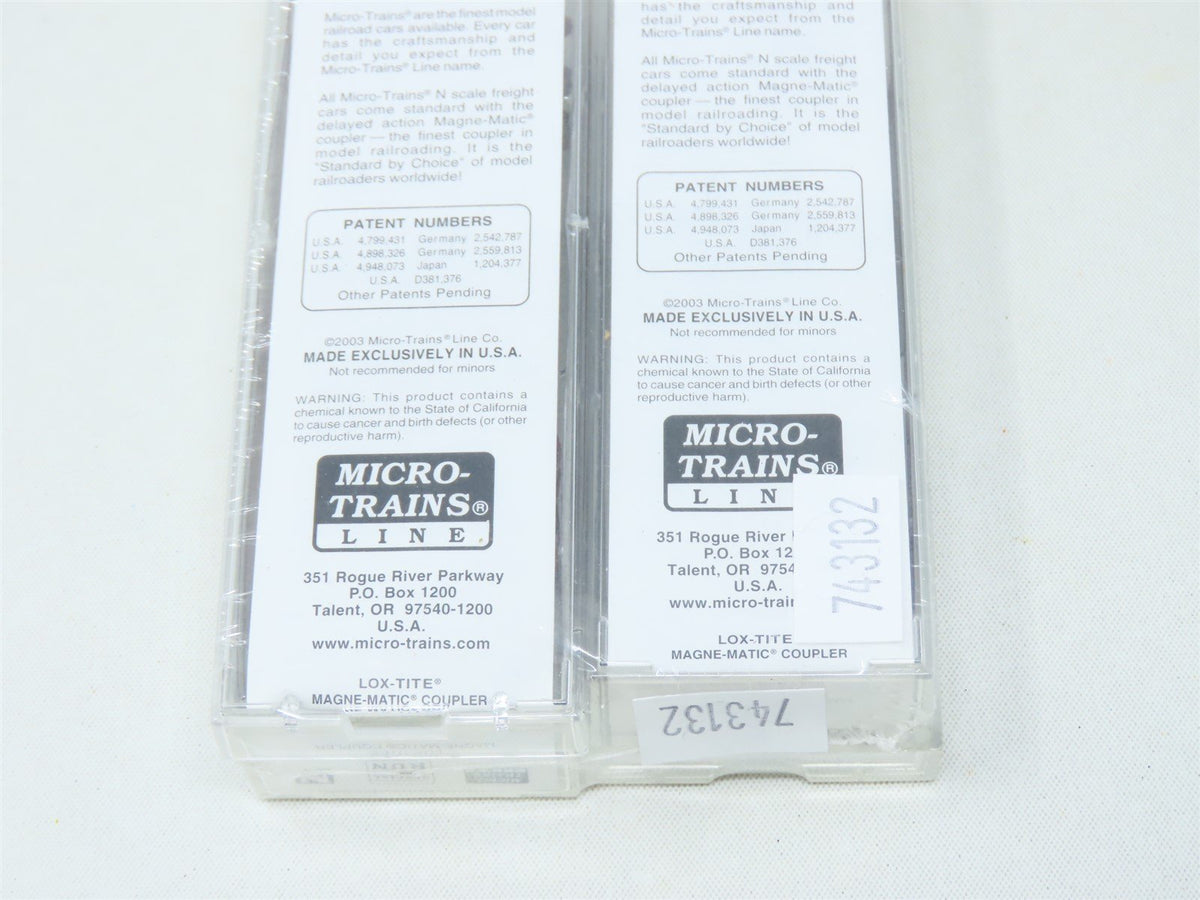 Micro-Trains® are the finest model
railroad cars available. Every car
has the craftsmanship and
detail you expect from the
Micro-Trains® Line name.
All Micro-Trains® N scale freight
cars come standard with the
delayed action Magne-Matic®
coupler — the finest coupler in
model railroading. It is the
"Standard by Choice" of model
railroaders worldwide!
PATENT NUMBERS
U.S.A. 4,799,431 Germany 2,542,787
U.S.A. 4,898,326 Germany 2,559,813
U.S.A. 4,948,073 Japan 1,204,377
U.S.A. D381,376
Other Patents Pending
©2003 Micro-Trains® Line Co.
MADE EXCLUSIVELY IN U.S.A.
Not recommended for minors
WARNING: This product contains a
chemical known to the State of California
to cause cancer and birth defects (or other
reproductive harm).
MICRO-
TRAINS®
LINE
351 Rogue River Parkway
P.O. Box 1200
Talent, OR 97540-1200
U.S.A.
www.micro-trains.com
LOX-TITE®
MAGNE-MATIC® COUPLER
RUN
has the craftsmanship and
detail you expect from the
Micro-Trains® Line name.
All Micro-Trains® N scale freight
cars come standard with the
delayed action Magne-Matic®
coupler — the finest coupler in
model railroading. It is the
"Standard by Choice" of model
railroaders worldwide!
PATENT NUMBERS
U.S.A. 4,799,431 Germany 2,542,787
U.S.A. 4,898,326 Germany 2,559,813
U.S.A. 4,948,073 Japan 1,204,377
U.S.A. D381,376
Other Patents Pending
©2003 Micro-Trains® Line Co.
MADE EXCLUSIVELY IN U.S.A.
Not recommended for minors
WARNING: This product contains a
chemical known to the State of California
to cause cancer and birth defects (or other
reproductive harm).
MICRO-
TRAINS®
LIN
351 Rogue River
P.O. Box 12
Talent, OR 9754
U.S.A.
www.micro-trai
LOX-TITE
MAGNE-MATIC® COUPLER
743132
743132